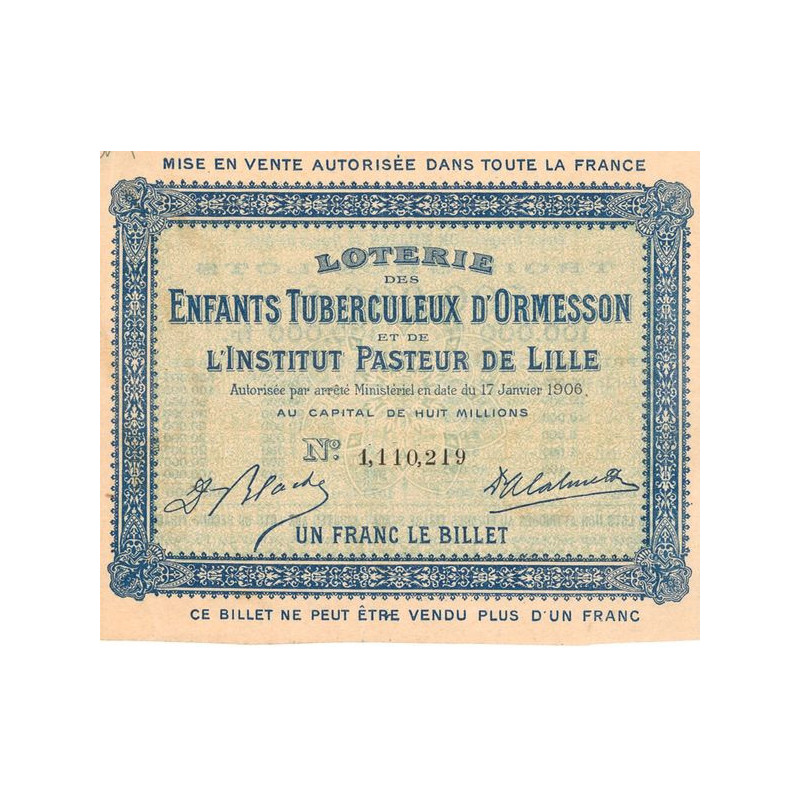 MISE EN VENTE AUTORISÉE DANS TOUTE LA FRANCE
LOTERIE
DES
ENFANTS TUBERCULEUX D'ORMESSON
ET DE
L'INSTITUT PASTEUR DE LILLE
Autorisée par arrêté Ministériel en date du 17 Janvier 1906.
AU CAPITAL DE HUIT MILLIONS
No. 1,110,219
UN FRANC LE BILLET
CE BILLET NE PEUT ÊTRE VENDU PLUS D'UN FRANC